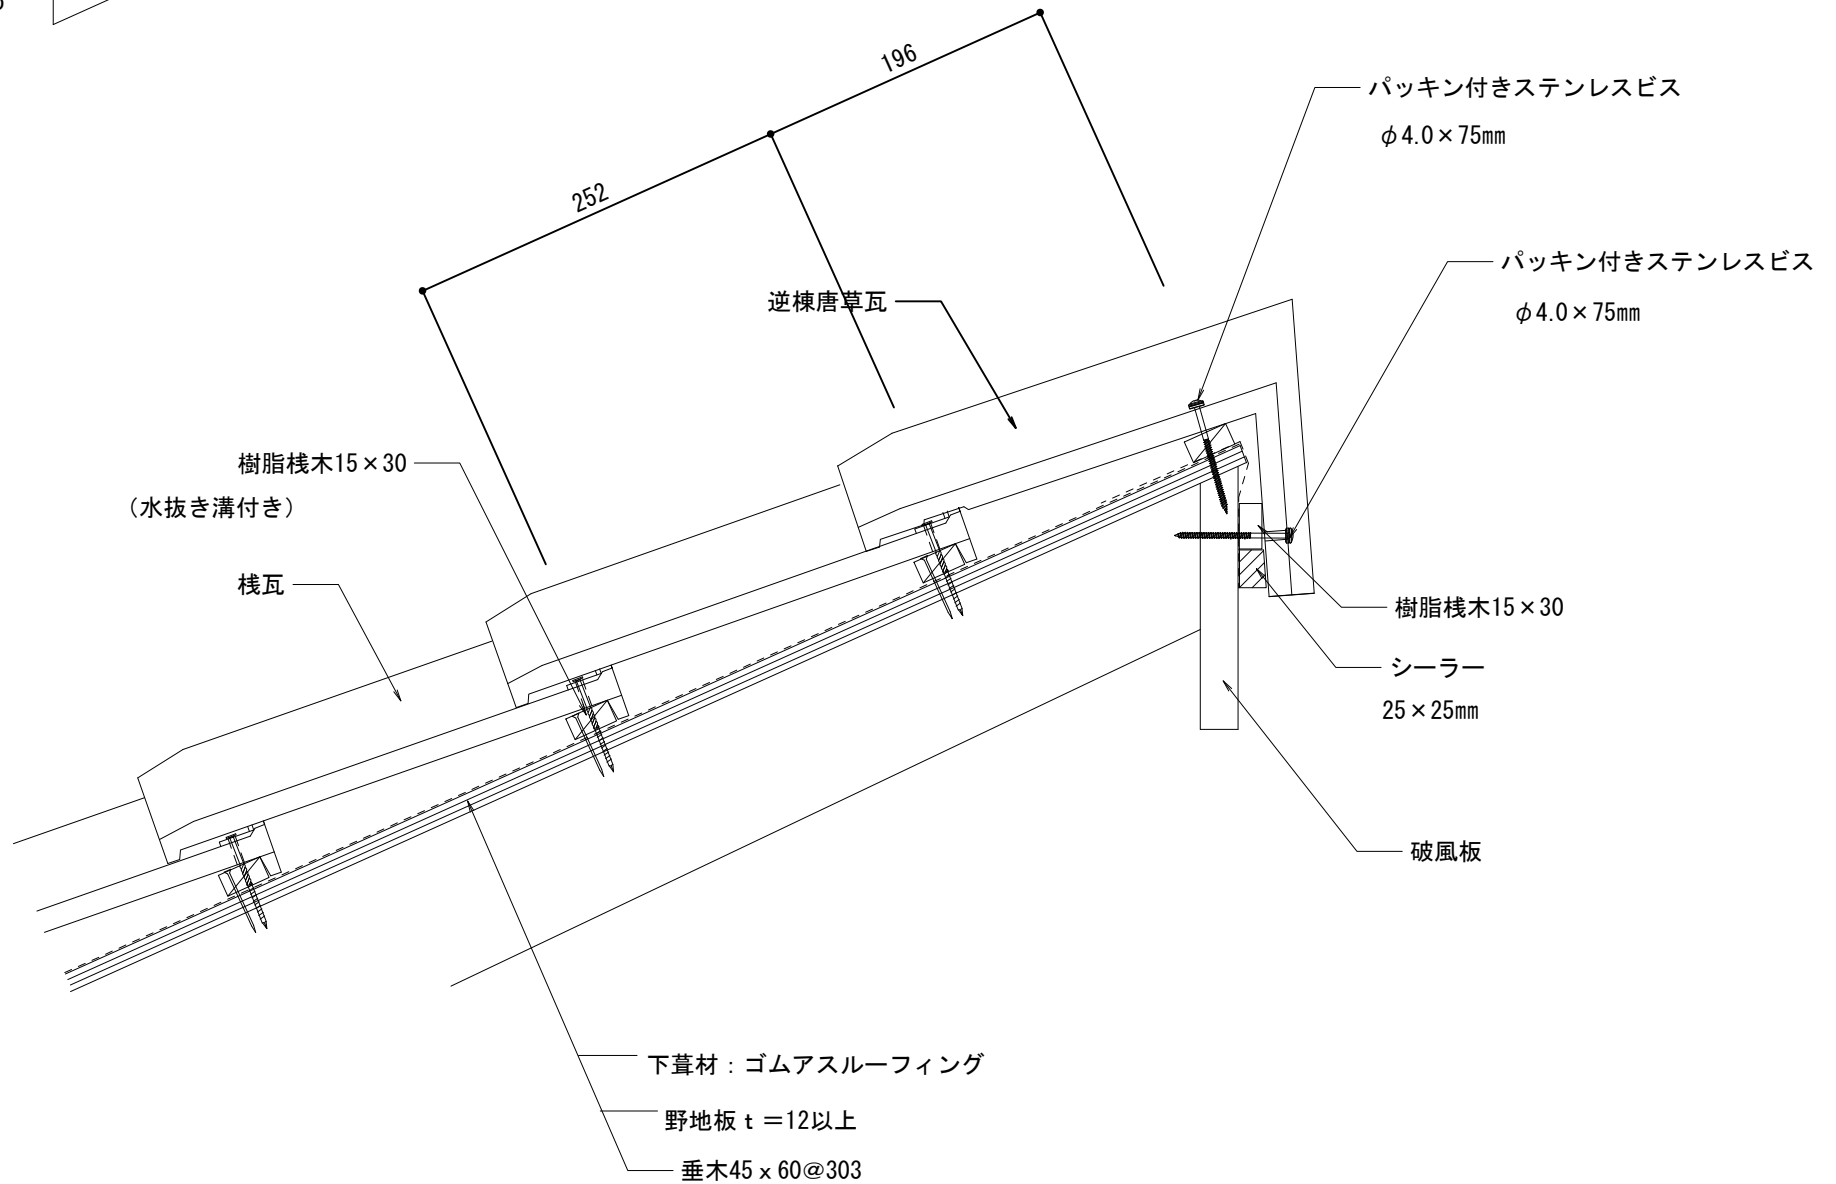 196
パッキン付きステンレスビス
φ4.0×75mm
252
パッキン付きステンレスビス
φ4.0×75mm
逆棟唐草瓦
樹脂桟木15×30
(水抜き溝付き)
桟瓦
樹脂桟木15×30
シーラー
25×25mm
破風板
下葺材：ゴムアスルーフィング
野地板ｔ＝12以上
垂木45ｘ60@303